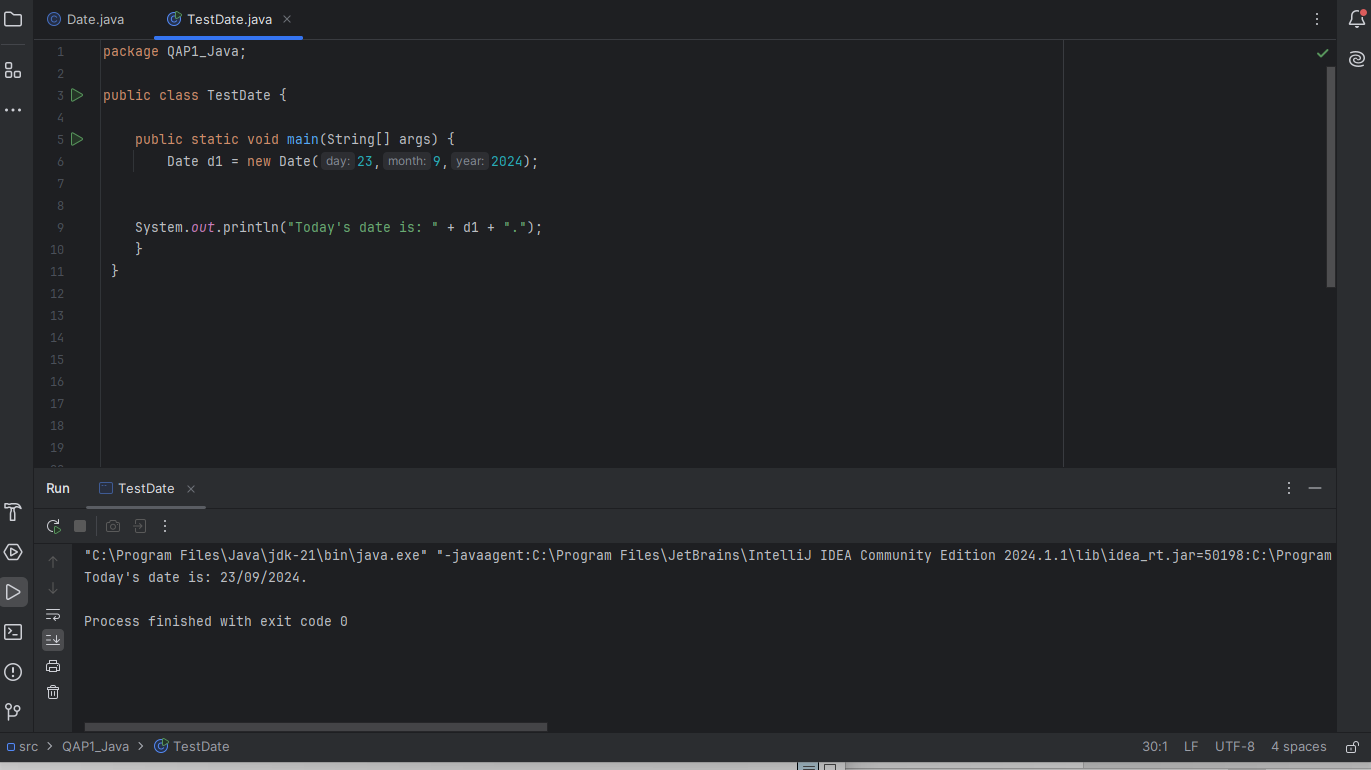 Date.java TestDate.java
1 package QAP1_Java;
2
3 public class TestDate {
4
5 public static void main(String[] args) {
6 Date d1 = new Date( day: 23, month: 9, year: 2024);
7
8
9 System.out.println("Today's date is: " + d1 + ".");
10 }
11 }
12
13
14
15
16
17
18
19
Run TestDate
"C:\Program Files\Java\jdk-21\bin\java.exe" "-javaagent:C:\Program Files\JetBrains\IntelliJ IDEA Community Edition 2024.1.1\lib\idea_rt.jar=50198:C:\Program
Today's date is: 23/09/2024.
Process finished with exit code 0
src > QAP1_Java > TestDate 30:1 LF UTF-8 4 spaces